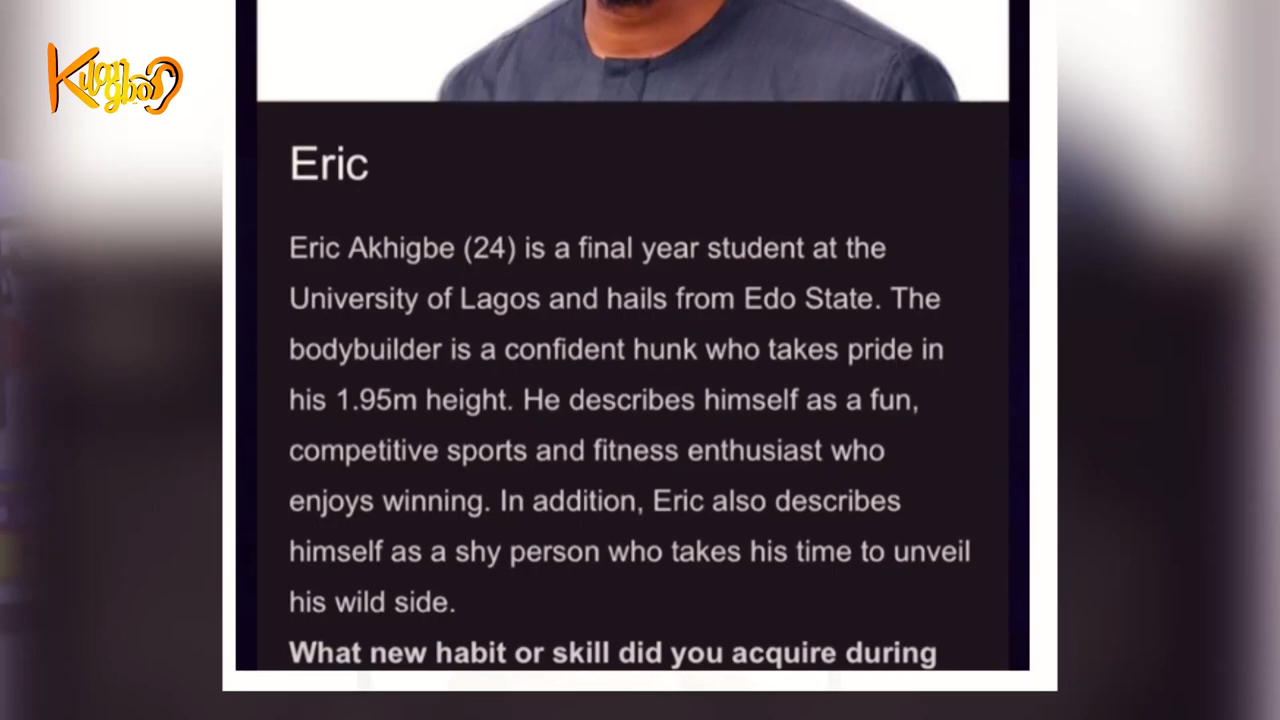 Kilon
gbo
Eric
Eric Akhigbe (24) is a final year student at the
University of Lagos and hails from Edo State. The
bodybuilder is a confident hunk who takes pride in
his 1.95m height. He describes himself as a fun,
competitive sports and fitness enthusiast who
enjoys winning. In addition, Eric also describes
himself as a shy person who takes his time to unveil
his wild side.
What new habit or skill did you acquire during